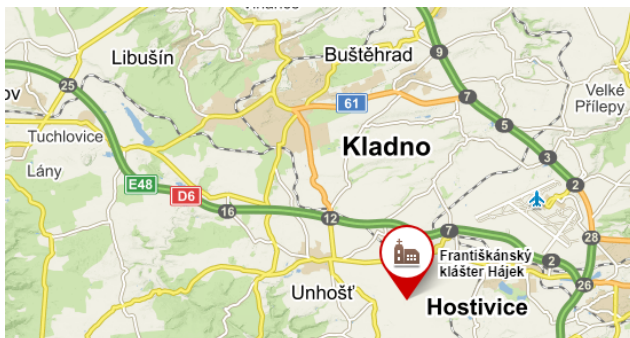 Libušín
Buštěhrad
9
25
61
7
Velké
Přílepy
5
Tuchlovice
Kladno
3
Lány
E48
D6
2
16
12
7
28
Františkánský
klášter Hájek
2
26
Unhošť
Hostivice